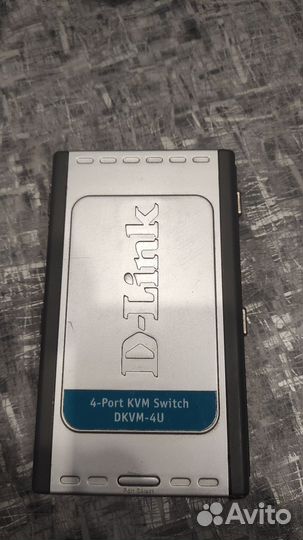 D-Link
4-Port KVM Switch
DKVM-4U
Avito